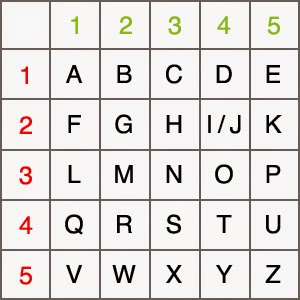 1 2 3 4 5
1 A B C D E
2 F G H I/J K
3 L M N O P
4 Q R S T U
5 V W X Y Z